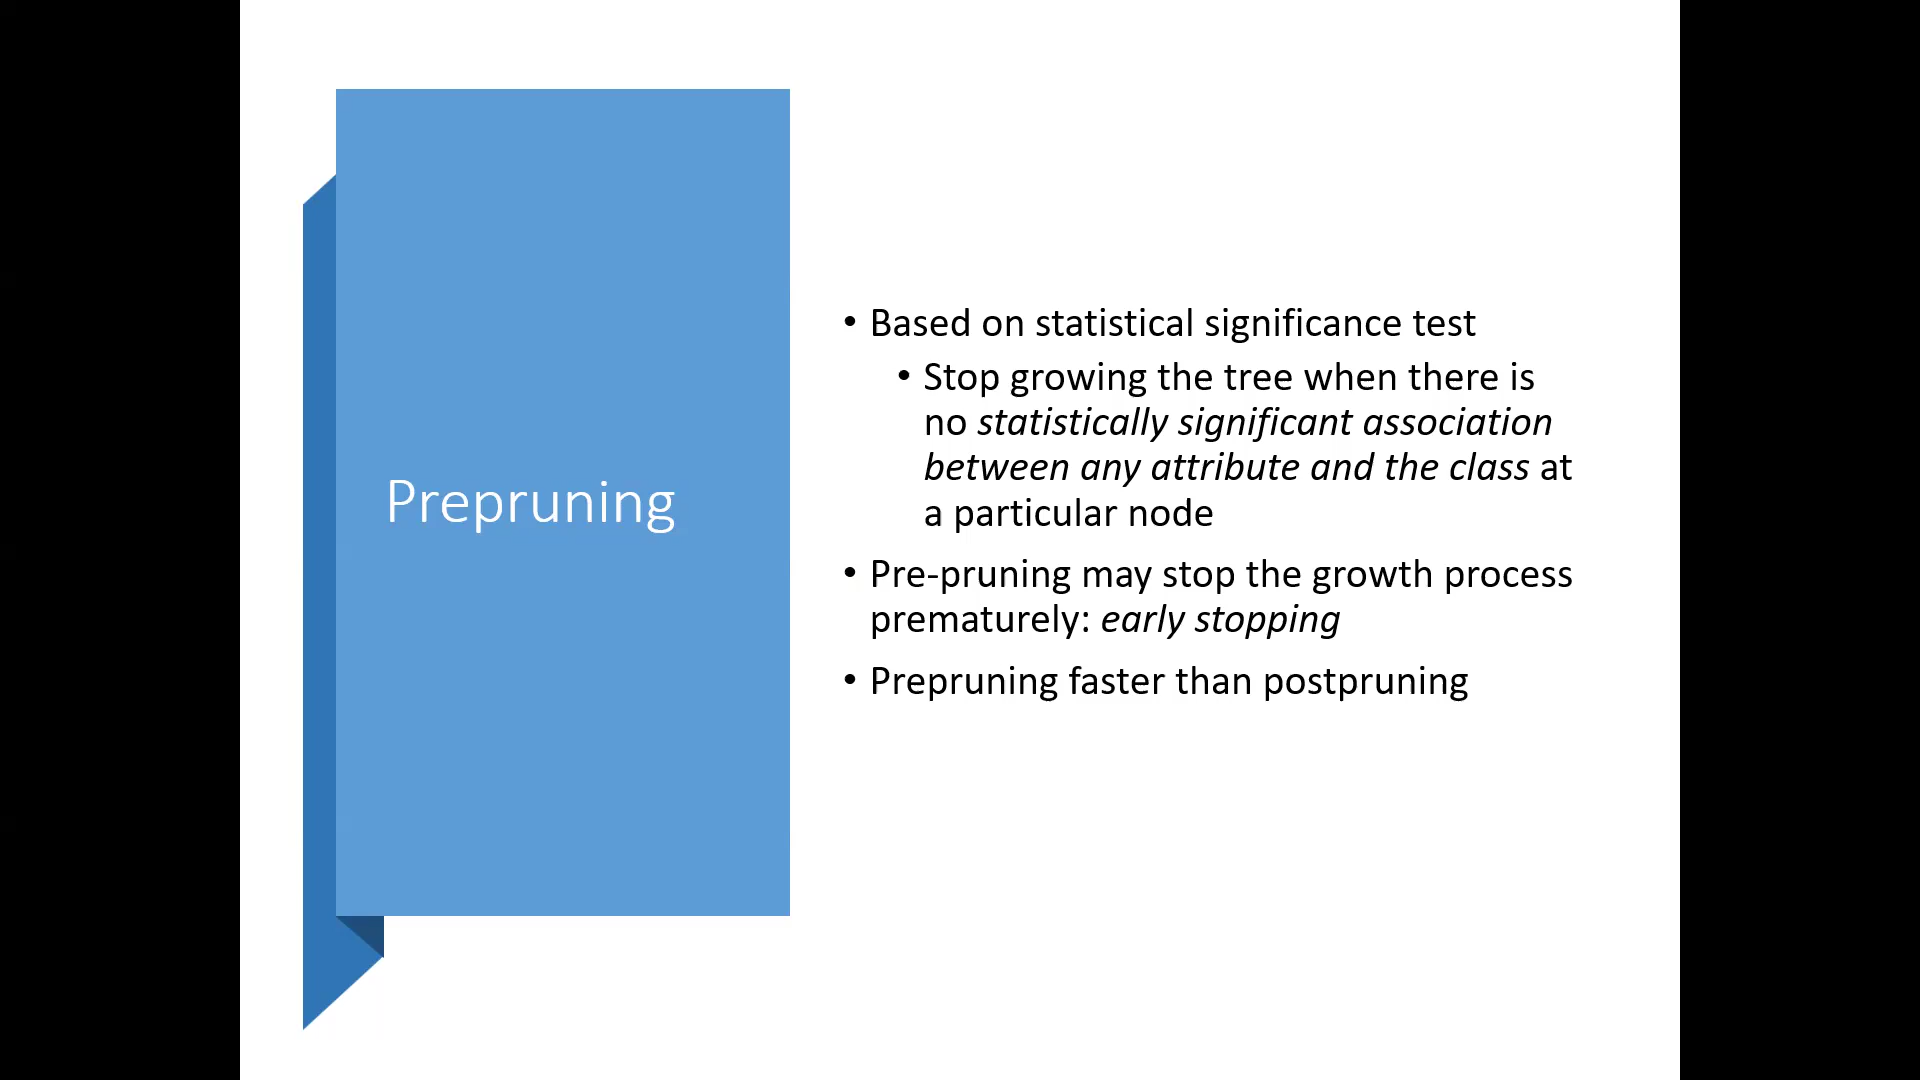 Prepruning
• Based on statistical significance test
• Stop growing the tree when there is
no statistically significant association
between any attribute and the class at
a particular node
• Pre-pruning may stop the growth process
prematurely: early stopping
• Prepruning faster than postpruning